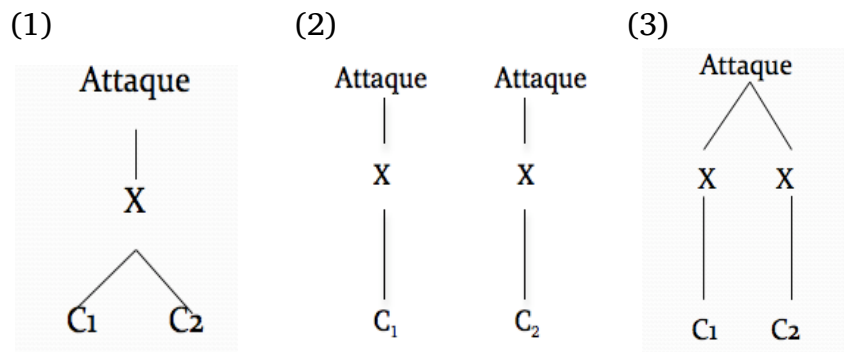 (1) (2) (3)
Attaque Attaque Attaque Attaque
X X X X X
C1 C2 C₁ C₂ C1 C2